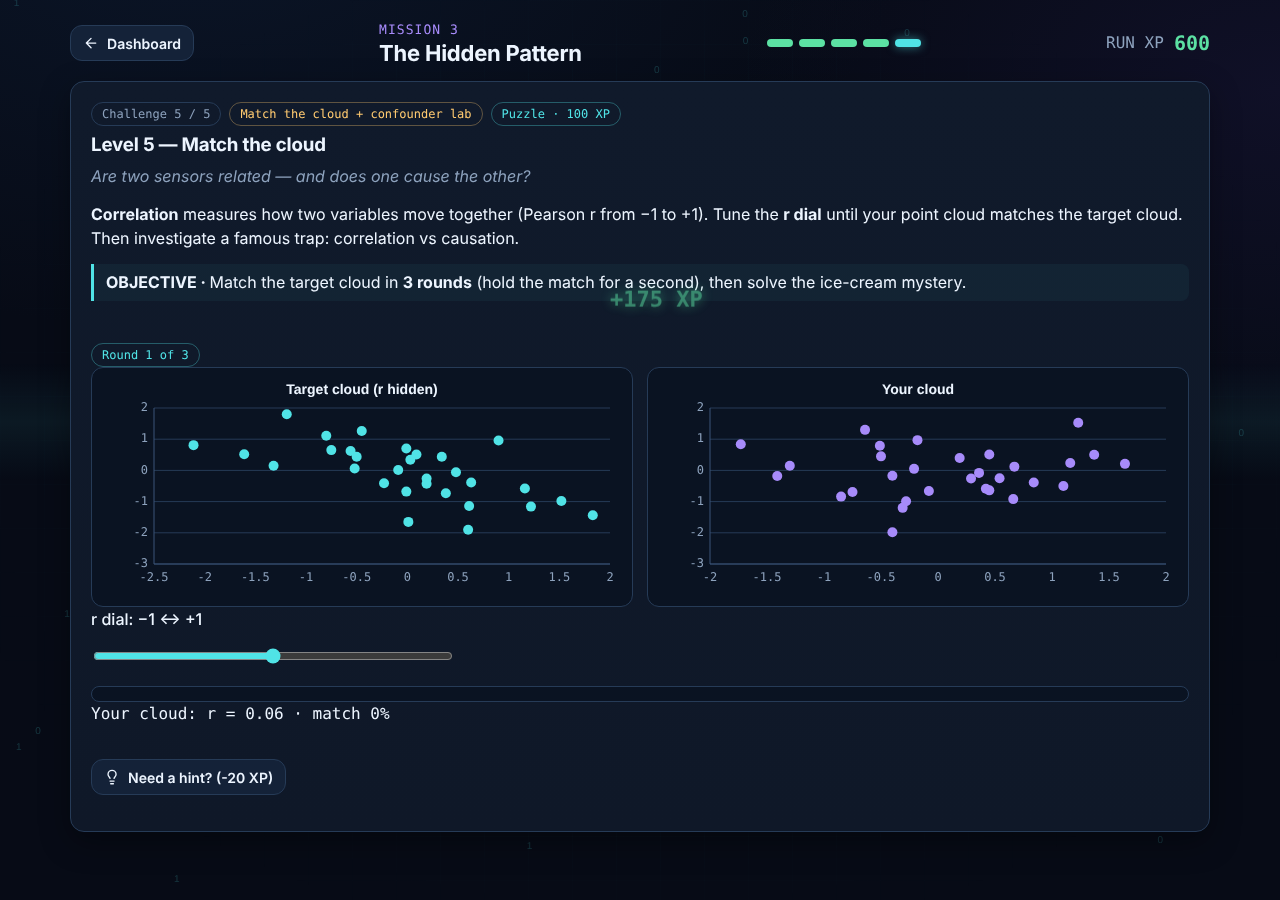 Dashboard
MISSION 3
The Hidden Pattern
RUN XP 600
Challenge 5 / 5
Match the cloud + confounder lab
Puzzle · 100 XP
Level 5 — Match the cloud
Are two sensors related — and does one cause the other?
Correlation measures how two variables move together (Pearson r from −1 to +1). Tune the r dial until your point cloud matches the target cloud.
Then investigate a famous trap: correlation vs causation.
OBJECTIVE · Match the target cloud in 3 rounds (hold the match for a second), then solve the ice-cream mystery.
+175 XP
Round 1 of 3
Target cloud (r hidden)
2
1
0
-1
-2
-3
-2.5 -2 -1.5 -1 -0.5 0 0.5 1 1.5 2
Your cloud
2
1
0
-1
-2
-3
-2 -1.5 -1 -0.5 0 0.5 1 1.5 2
r dial: −1 ↔ +1
Your cloud: r = 0.06 · match 0%
Need a hint? (-20 XP)